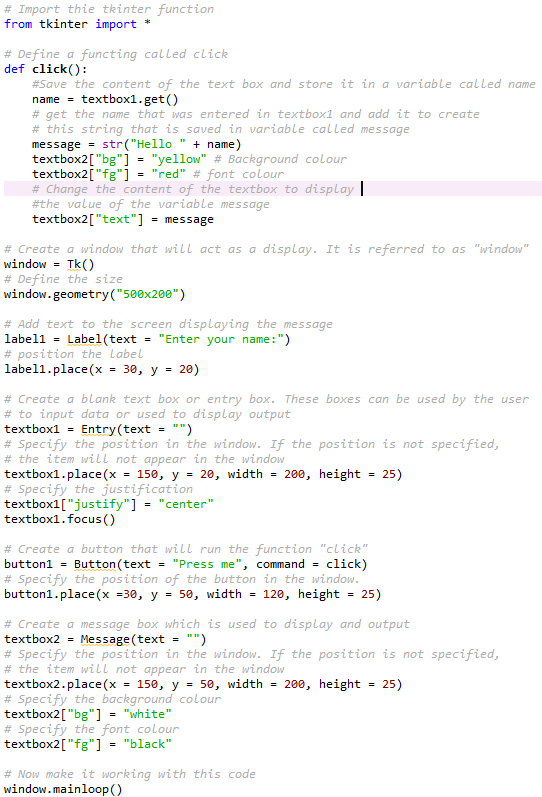 # Import thie tkinter function
from tkinter import *
# Define a functing called click
def click():
#Save the content of the text box and store it in a variable called name
name = textbox1.get()
# get the name that was entered in textbox1 and add it to create
# this string that is saved in variable called message
message = str("Hello " + name)
textbox2["bg"] = "yellow" # Background colour
textbox2["fg"] = "red" # font colour
# Change the content of the textbox to display
#the value of the variable message
textbox2["text"] = message
# Create a window that will act as a display. It is referred to as "window"
window = Tk()
# Define the size
window.geometry("500x200")
# Add text to the screen displaying the message
label1 = Label(text = "Enter your name:")
# position the label
label1.place(x = 30, y = 20)
# Create a blank text box or entry box. These boxes can be used by the user
# to input data or used to display output
textbox1 = Entry(text = "")
# Specify the position in the window. If the position is not specified,
# the item will not appear in the window
textbox1.place(x = 150, y = 20, width = 200, height = 25)
# Specify the justification
textbox1["justify"] = "center"
textbox1.focus()
# Create a button that will run the function "click"
button1 = Button(text = "Press me", command = click)
# Specify the position of the button in the window.
button1.place(x =30, y = 50, width = 120, height = 25)
# Create a message box which is used to display and output
textbox2 = Message(text = "")
# Specify the position in the window. If the position is not specified,
# the item will not appear in the window
textbox2.place(x = 150, y = 50, width = 200, height = 25)
# Specify the background colour
textbox2["bg"] = "white"
# Specify the font colour
textbox2["fg"] = "black"
# Now make it working with this code
window.mainloop()